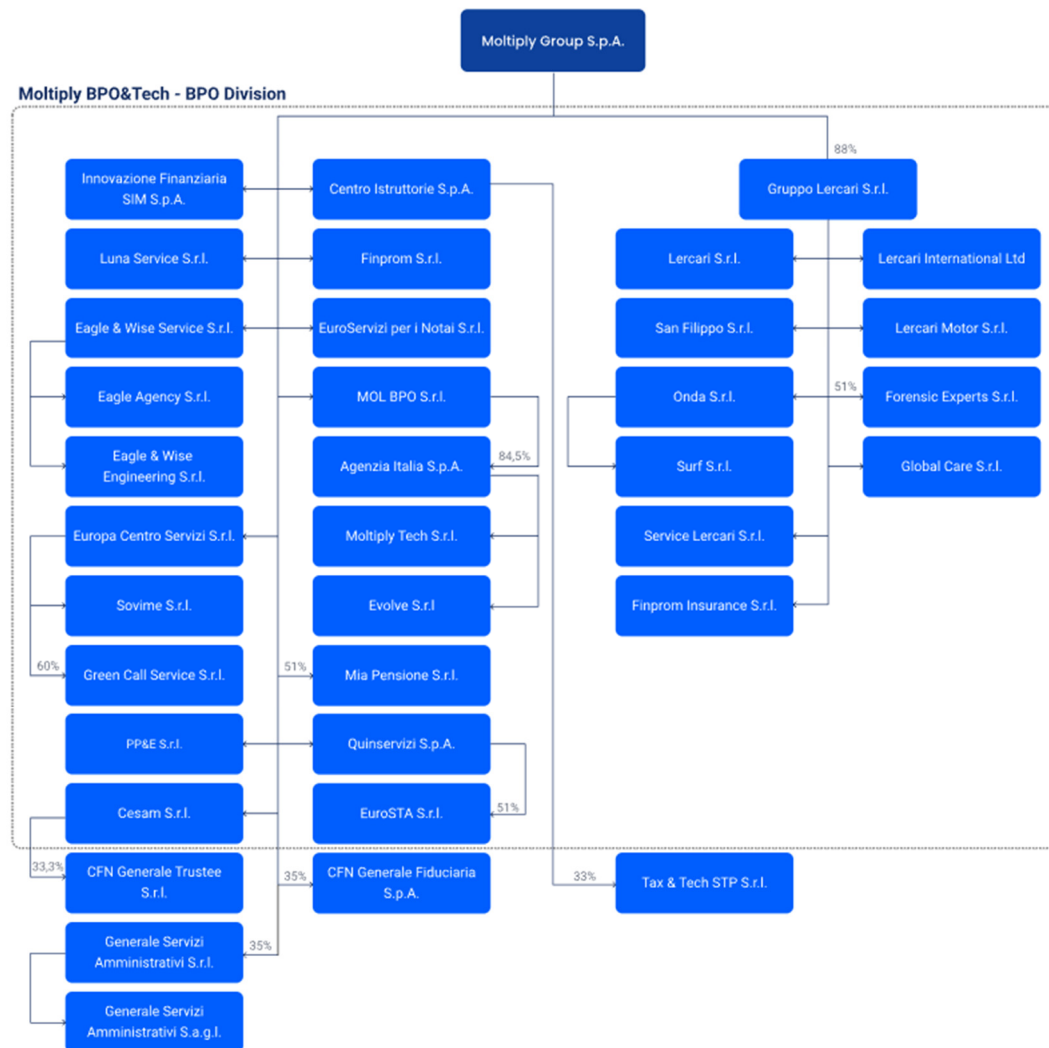 Moltiply Group S.p.A.
Moltiply BPO&Tech - BPO Division
88%
Innovazione Finanziaria
SIM S.p.A.
Centro Istruttorie S.p.A.
Gruppo Lercari S.r.l.
Luna Service S.r.l.
Finprom S.r.l.
Lercari S.r.l.
Lercari International Ltd
Eagle & Wise Service S.r.l.
EuroServizi per i Notai S.r.l.
San Filippo S.r.l.
Lercari Motor S.r.l.
Eagle Agency S.r.l.
MOL BPO S.r.l.
Onda S.r.l.
51%
Forensic Experts S.r.l.
Eagle & Wise
Engineering S.r.l.
Agenzia Italia S.p.A.
84,5%
Surf S.r.l.
Global Care S.r.l.
Europa Centro Servizi S.r.l.
Moltiply Tech S.r.l.
Service Lercari S.r.l.
Sovime S.r.l.
Evolve S.r.l
Finprom Insurance S.r.l.
60%
Green Call Service S.r.l.
51%
Mia Pensione S.r.l.
PP&E S.r.l.
Quinservizi S.p.A.
Cesam S.r.l.
EuroSTA S.r.l.
51%
33,3%
CFN Generale Trustee
S.r.l.
35%
CFN Generale Fiduciaria
S.p.A.
33%
Tax & Tech STP S.r.l.
Generale Servizi
Amministrativi S.r.l.
35%
Generale Servizi
Amministrativi S.a.g.l.